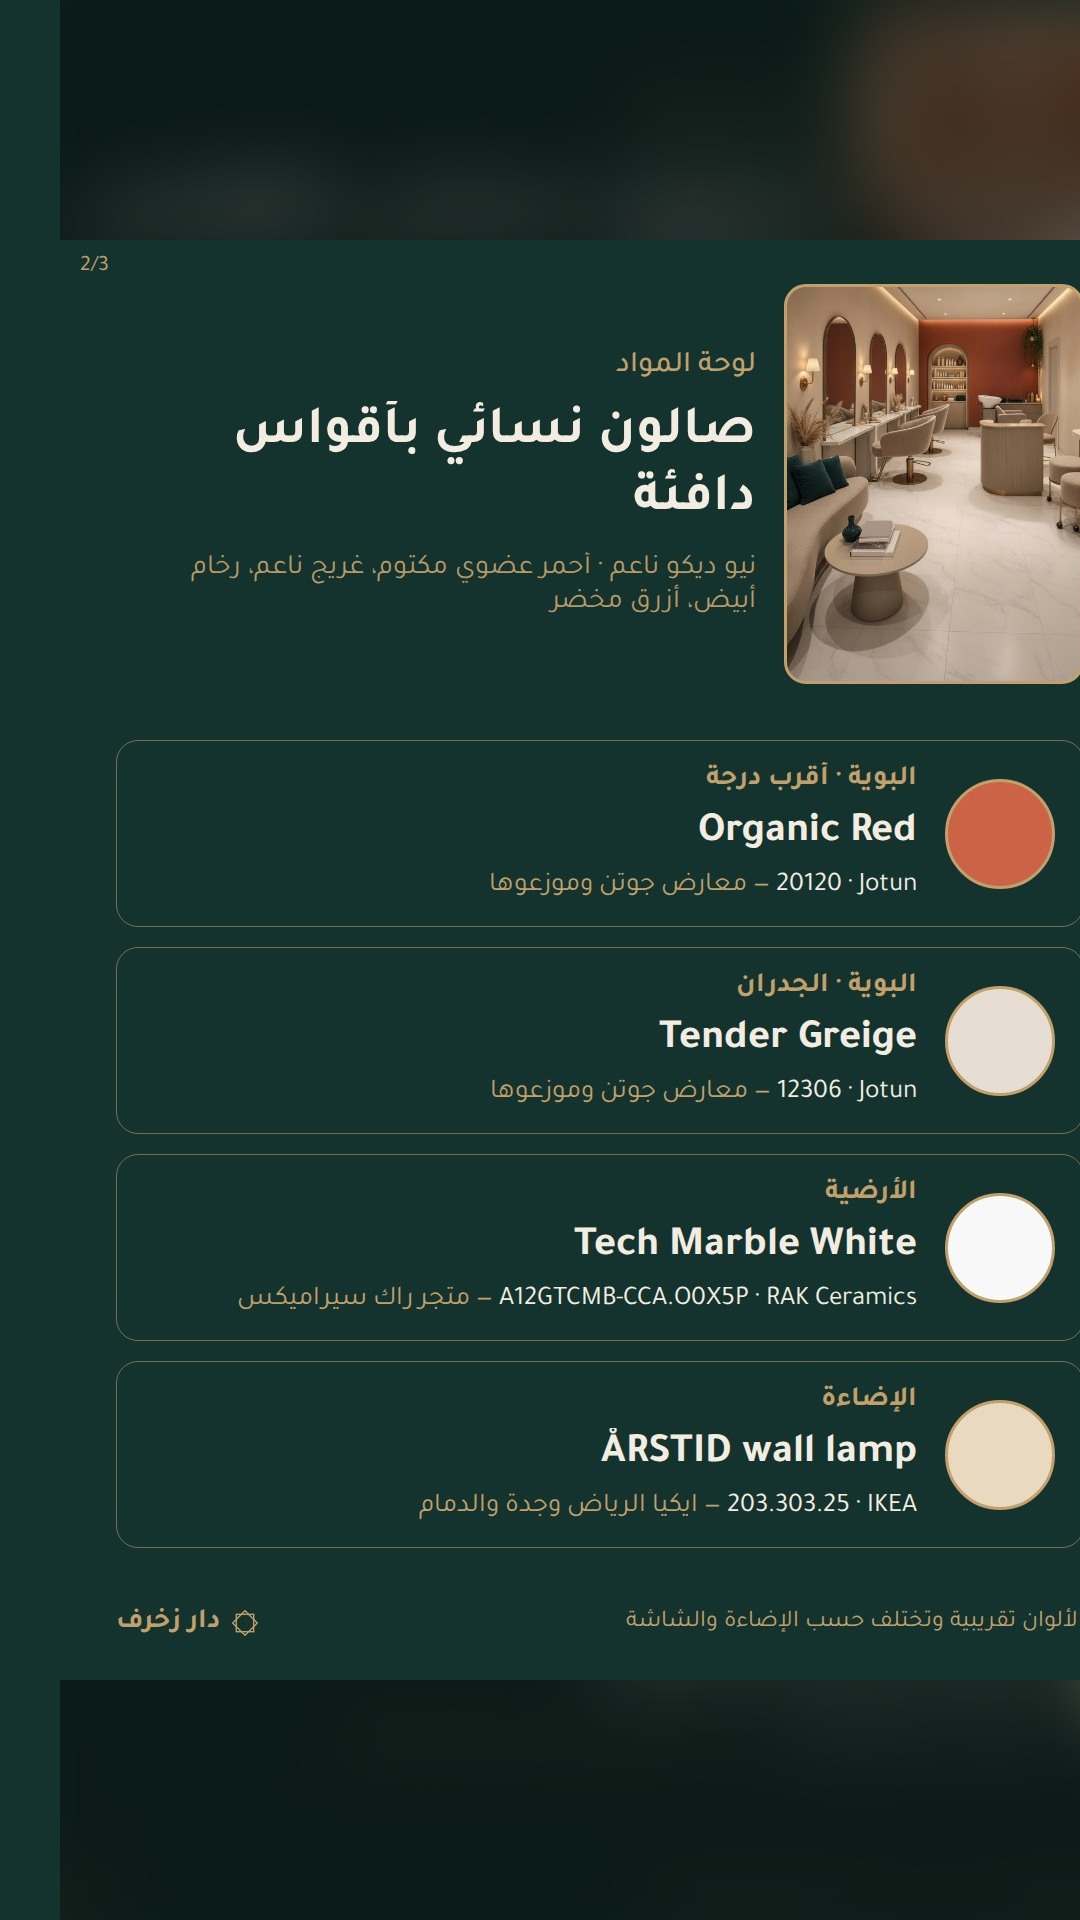 2/3
لوحة المواد
صالون نسائي بأقواس
دافئة
نيو ديكو ناعم · أحمر عضوي مكتوم، غريج ناعم، رخام
أبيض، أزرق مخضر
البوية · أقرب درجة
Organic Red
Jotun · 20120 – معارض جوتن وموزعوها
البوية · الجدران
Tender Greige
Jotun · 12306 – معارض جوتن وموزعوها
الأرضية
Tech Marble White
RAK Ceramics · A12GTCMB-CCA.O0X5P – متجر راك سيراميكس
الإضاءة
ÅRSTID wall lamp
IKEA · 203.303.25 – ايكيا الرياض وجدة والدمام
لألوان تقريبية وتختلف حسب الإضاءة والشاشة
دار زخرف